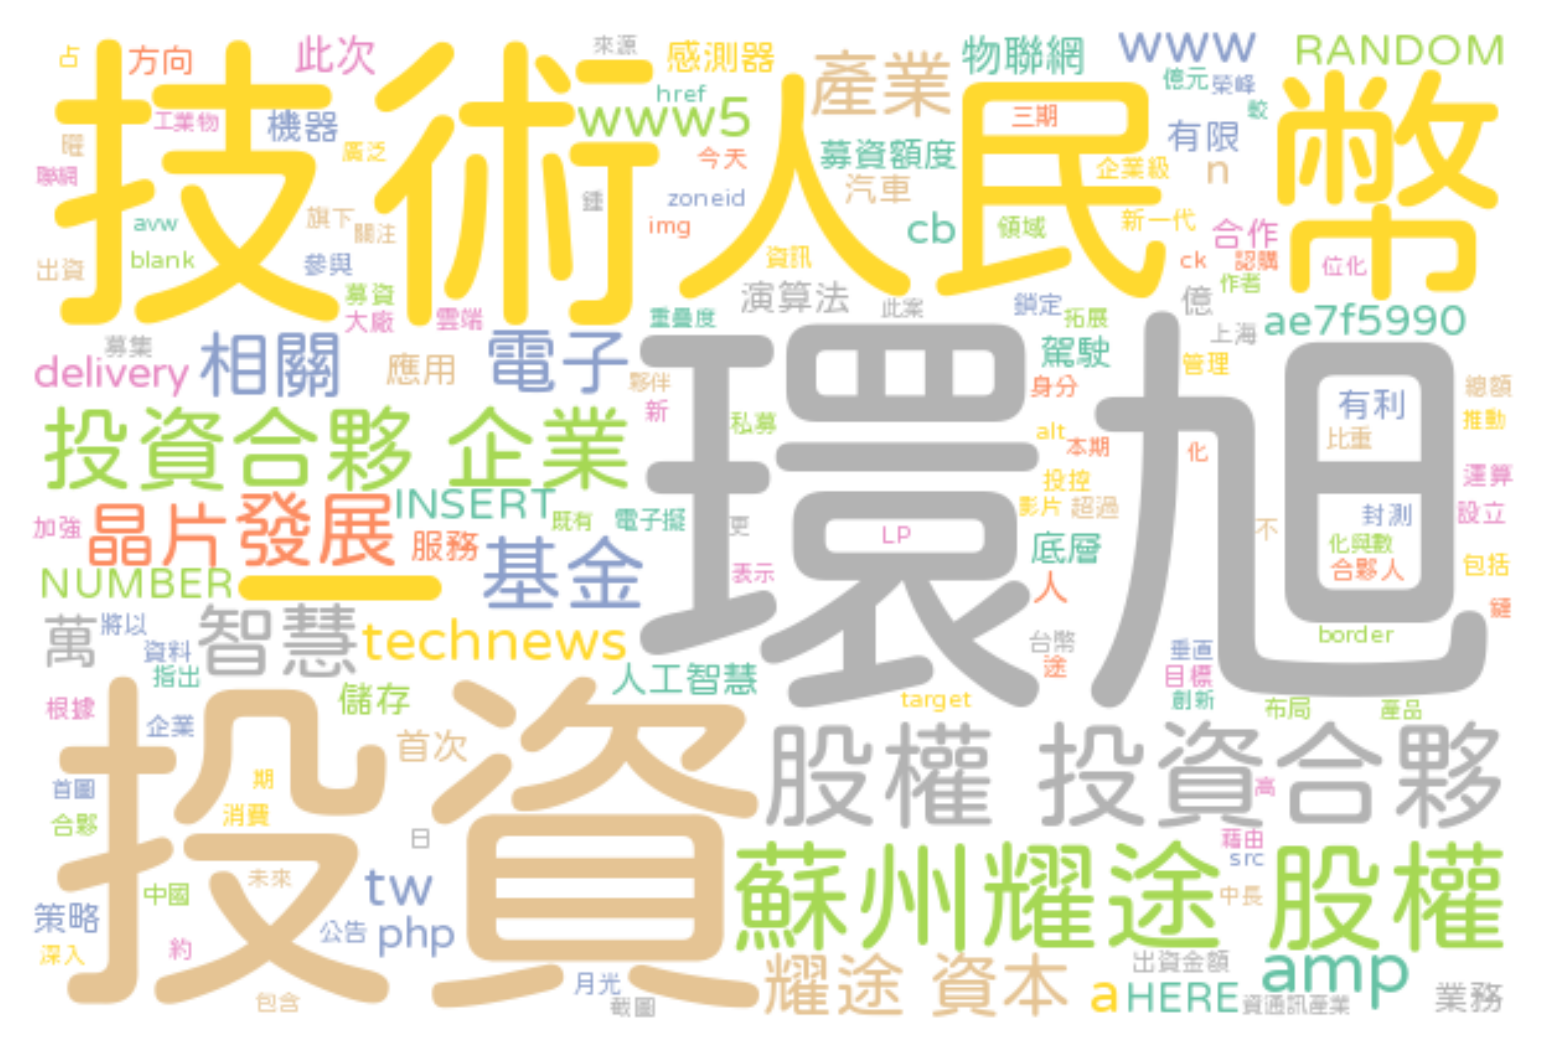 占
方向
此次
來源
感測器
產業
物聯網
www
RANDOM
技術
人民幣
工業物
機器
href
www5
三期
億元
榮峰
較
曜
廣泛
今天
募資額度
有限
聯網
鍾
汽車
企業級
n
avw
旗下
關注
zoneid
img
cb
領域
新一代
合作
出資
blank
參與
資訊
ck
認購
位化
募資
大廠
雲端
演算法
此案
鎖定
作者
億
重疊度
拓展
上海
ae7f5990
募集
delivery
相關
應用
電子
環旭
駕駛
管理
夥伴
身分
有利
總額
新
私募
alt
本期
化
比重
推動
投資合夥 企業
投控
運算
晶片
發展
INSERT
既有
電子擬
影片
超過
封測
設立
加強
服務
更
LP
不
底層
化與數
NUMBER
一
基金
表示
人
合夥人
包括
鏈
萬
將以
智慧
technews
資料
台幣
途
垂直
border
指出
人工智慧
目標
根據
儲存
target
創新
布局
產品
企業
投資
首次
股權 投資合夥
首圖
期
高
合夥
消費
日
藉由
蘇州耀途 股權
src
中國
未來
tw
中長
策略
公告
php
深入
約
出資金額
amp
包含
月光
截圖
耀途 資本
a
HERE
資通訊產業
業務